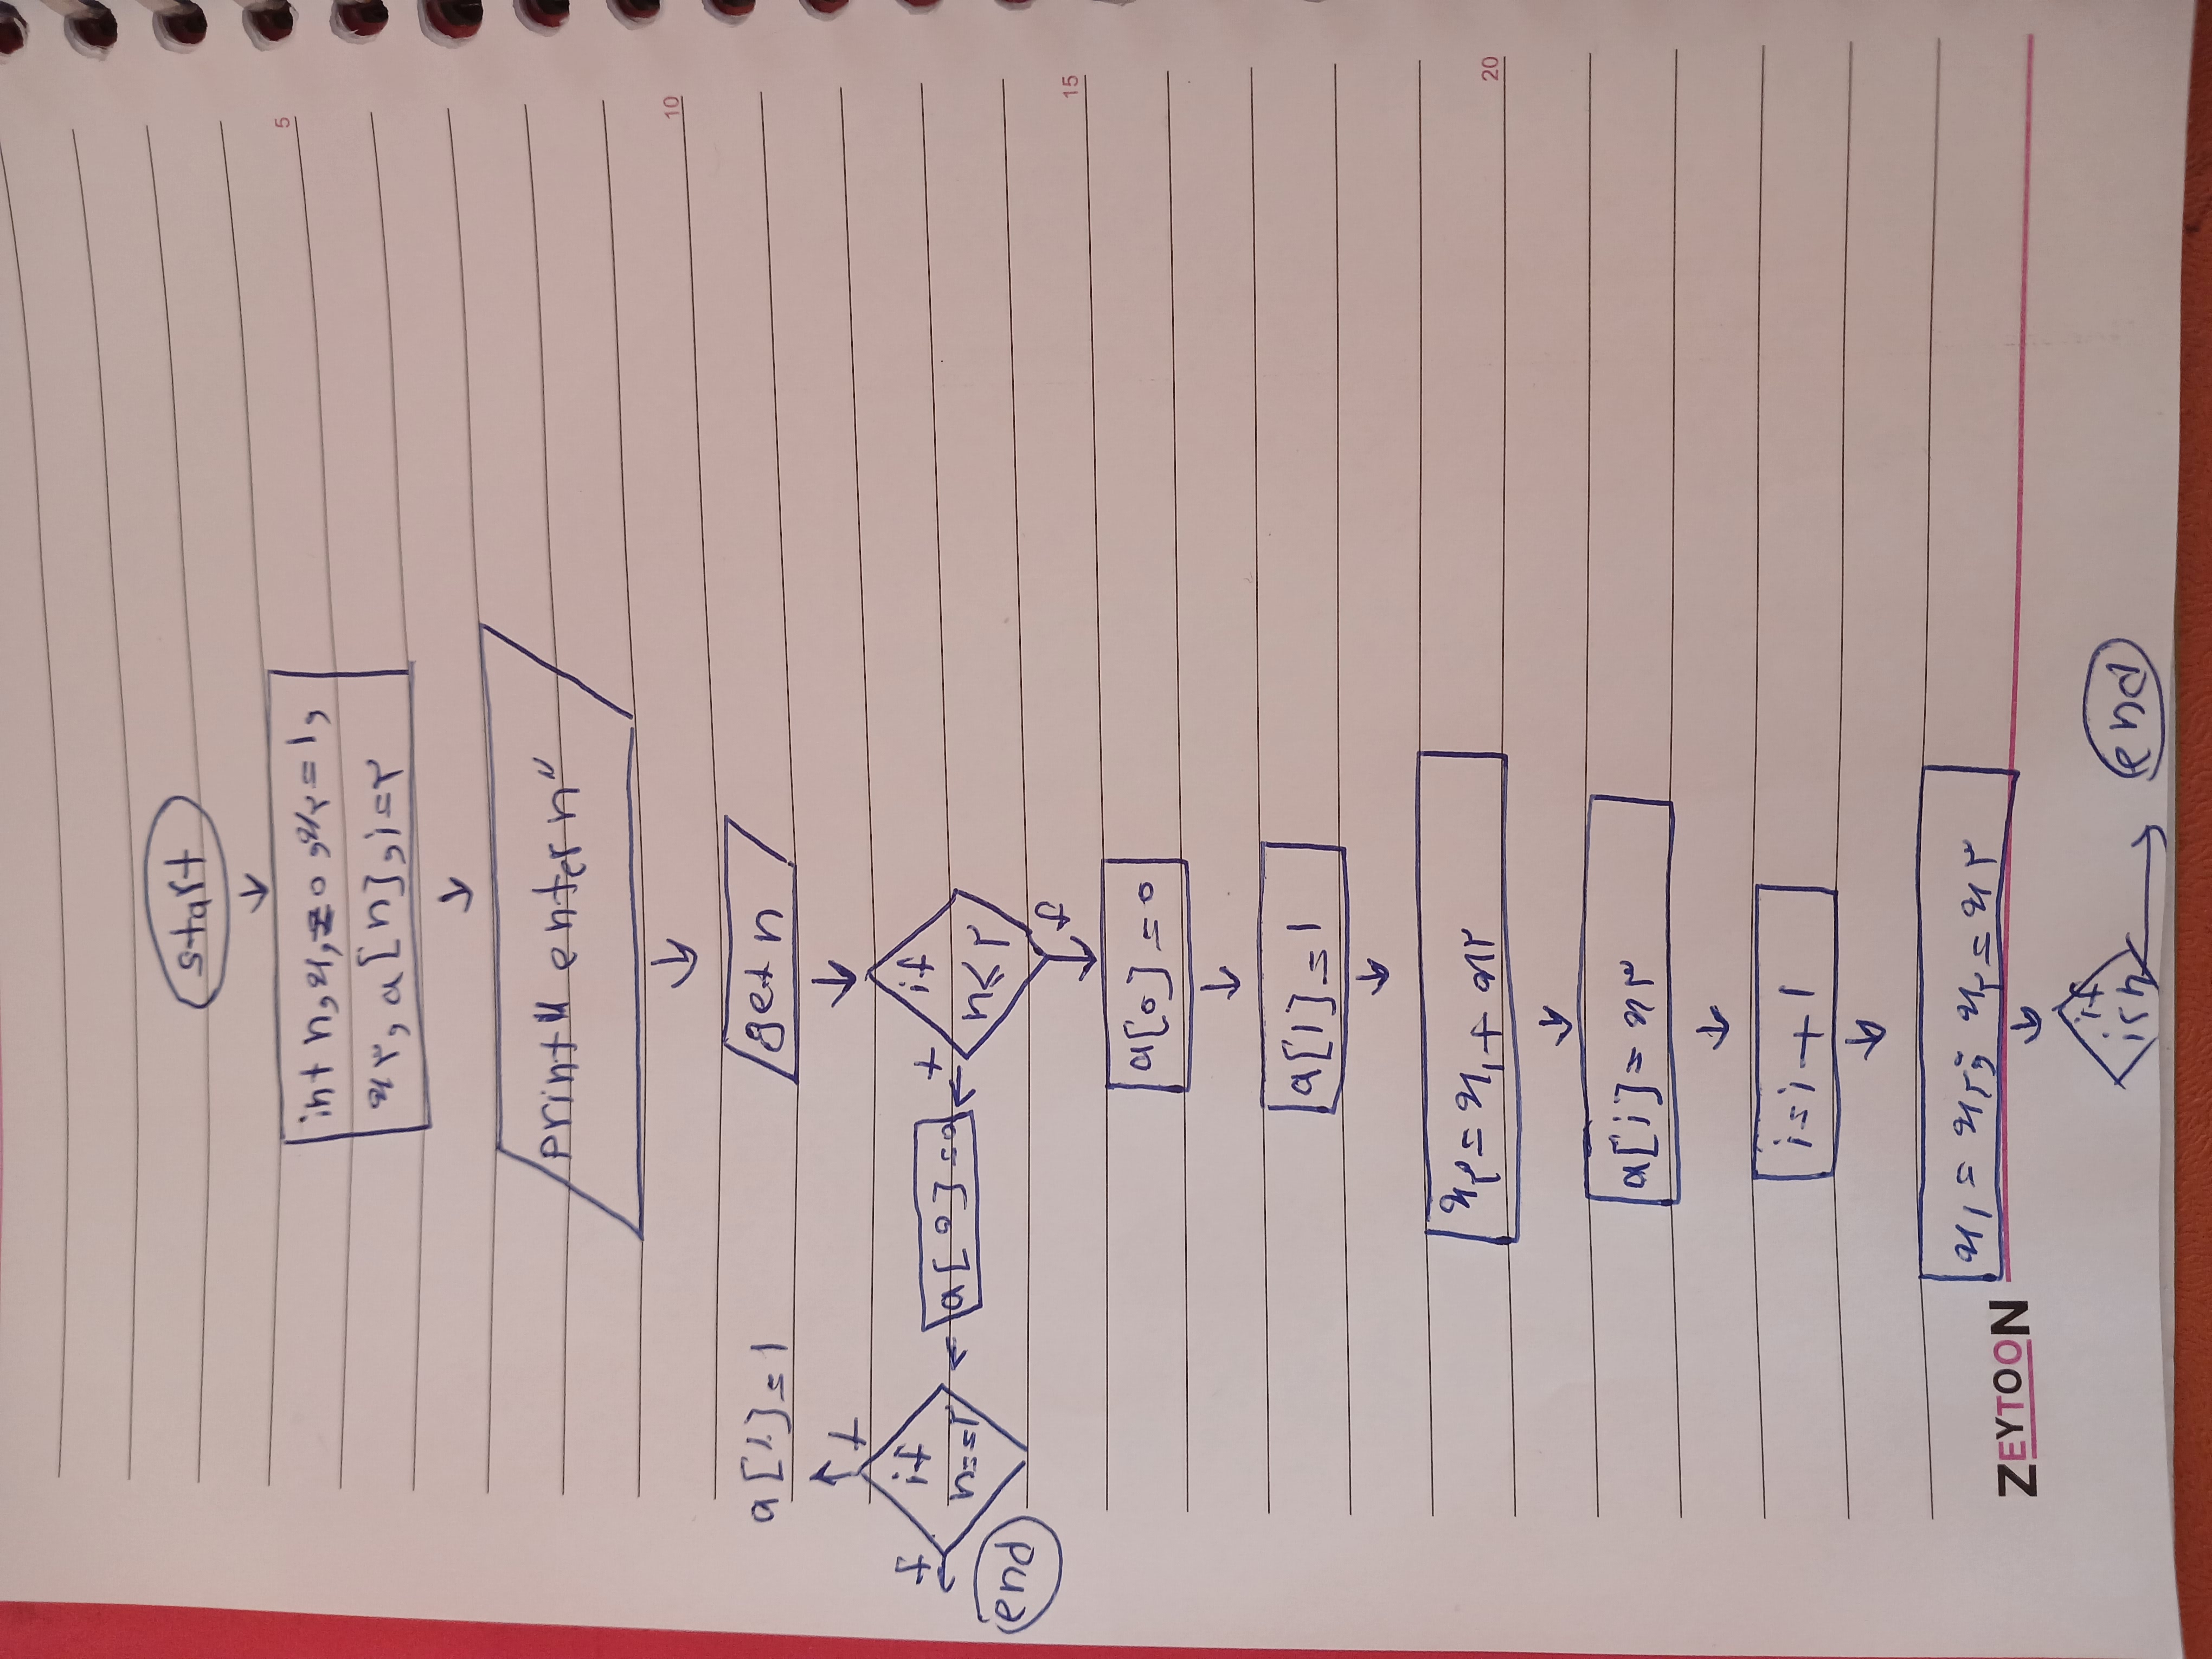 start
int n, x1=0, x۲=1,
x۳, a[n], i=۲
5
print "enter n"
10
a[1]=1
get n
t
f
if
n==۲
a[0]=0
t
if
n≤۲
end
f
15
a[0]=0
a[1]=1
x۳=x1+x۲
20
a[i]=x۳
i=i+1
x1=x۲; x۲=x۳
ZEYTOON
if
end